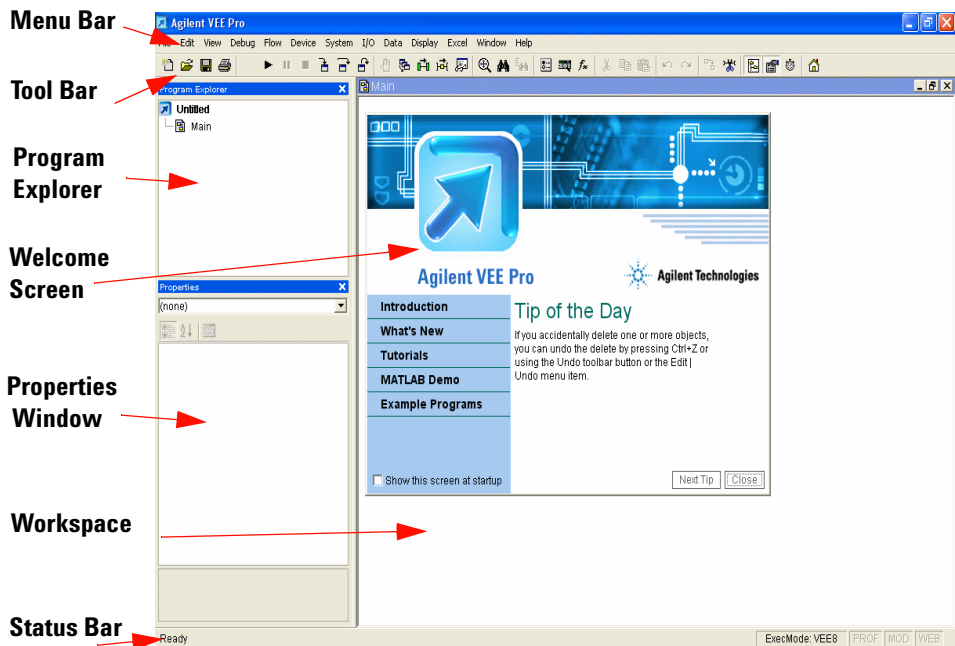 Menu Bar
Tool Bar
Program
Explorer
Welcome
Screen
Properties
Window
Workspace
Status Bar
Agilent VEE Pro
File Edit View Debug Flow Device System I/O Data Display Excel Window Help
Program Explorer
Untitled
Main
Properties
(none)
Main
Agilent VEE Pro
Agilent Technologies
Introduction
What's New
Tutorials
MATLAB Demo
Example Programs
Show this screen at startup
Tip of the Day
If you accidentally delete one or more objects,
you can undo the delete by pressing Ctrl+Z or
using the Undo toolbar button or the Edit |
Undo menu item.
Next Tip Close
Ready
ExecMode: VEE8 PROF MOD WEB